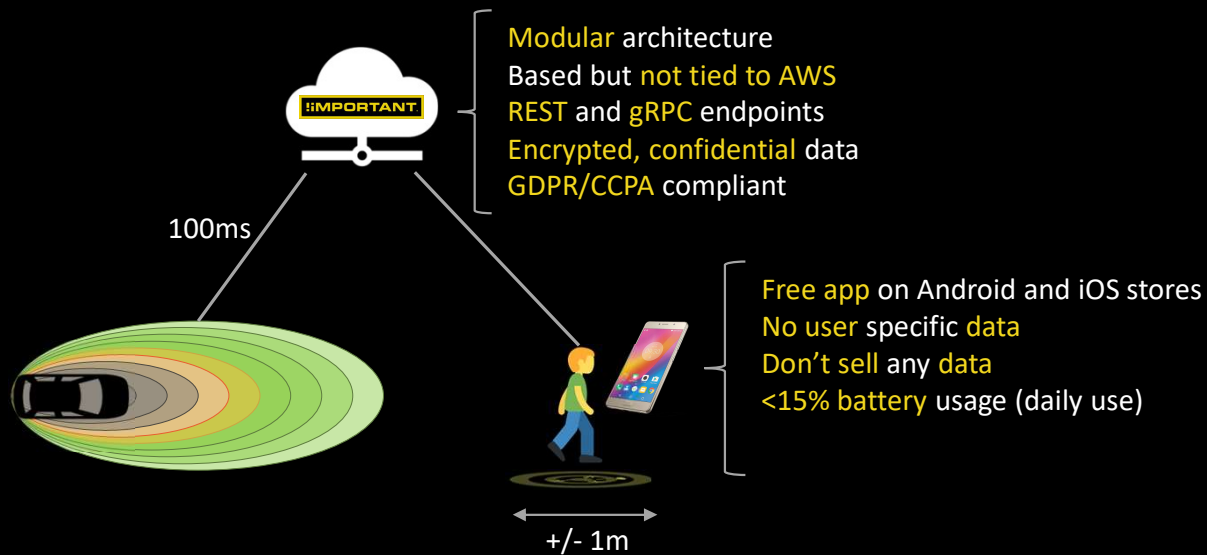 !iMPORTANT.
Modular architecture
Based but not tied to AWS
REST and gRPC endpoints
Encrypted, confidential data
GDPR/CCPA compliant
100ms
Free app on Android and iOS stores
No user specific data
Don’t sell any data
<15% battery usage (daily use)
+/- 1m